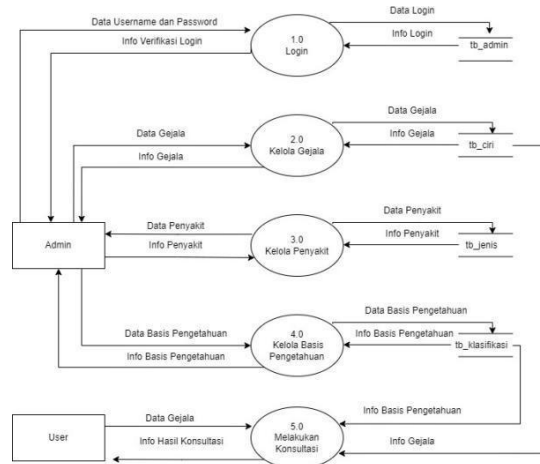 Data Username dan Password
Info Verifikasi Login
1.0
Login
Data Login
Info Login
tb_admin
Data Gejala
Info Gejala
2.0
Kelola Gejala
Data Gejala
Info Gejala
tb_ciri
Admin
Data Penyakit
Info Penyakit
3.0
Kelola Penyakit
Data Penyakit
Info Penyakit
tb_jenis
Data Basis Pengetahuan
Info Basis Pengetahuan
4.0
Kelola Basis
Pengetahuan
Data Basis Pengetahuan
Info Basis Pengetahuan
tb_klasifikasi
User
Data Gejala
Info Hasil Konsultasi
5.0
Melakukan
Konsultasi
Info Basis Pengetahuan
Info Gejala